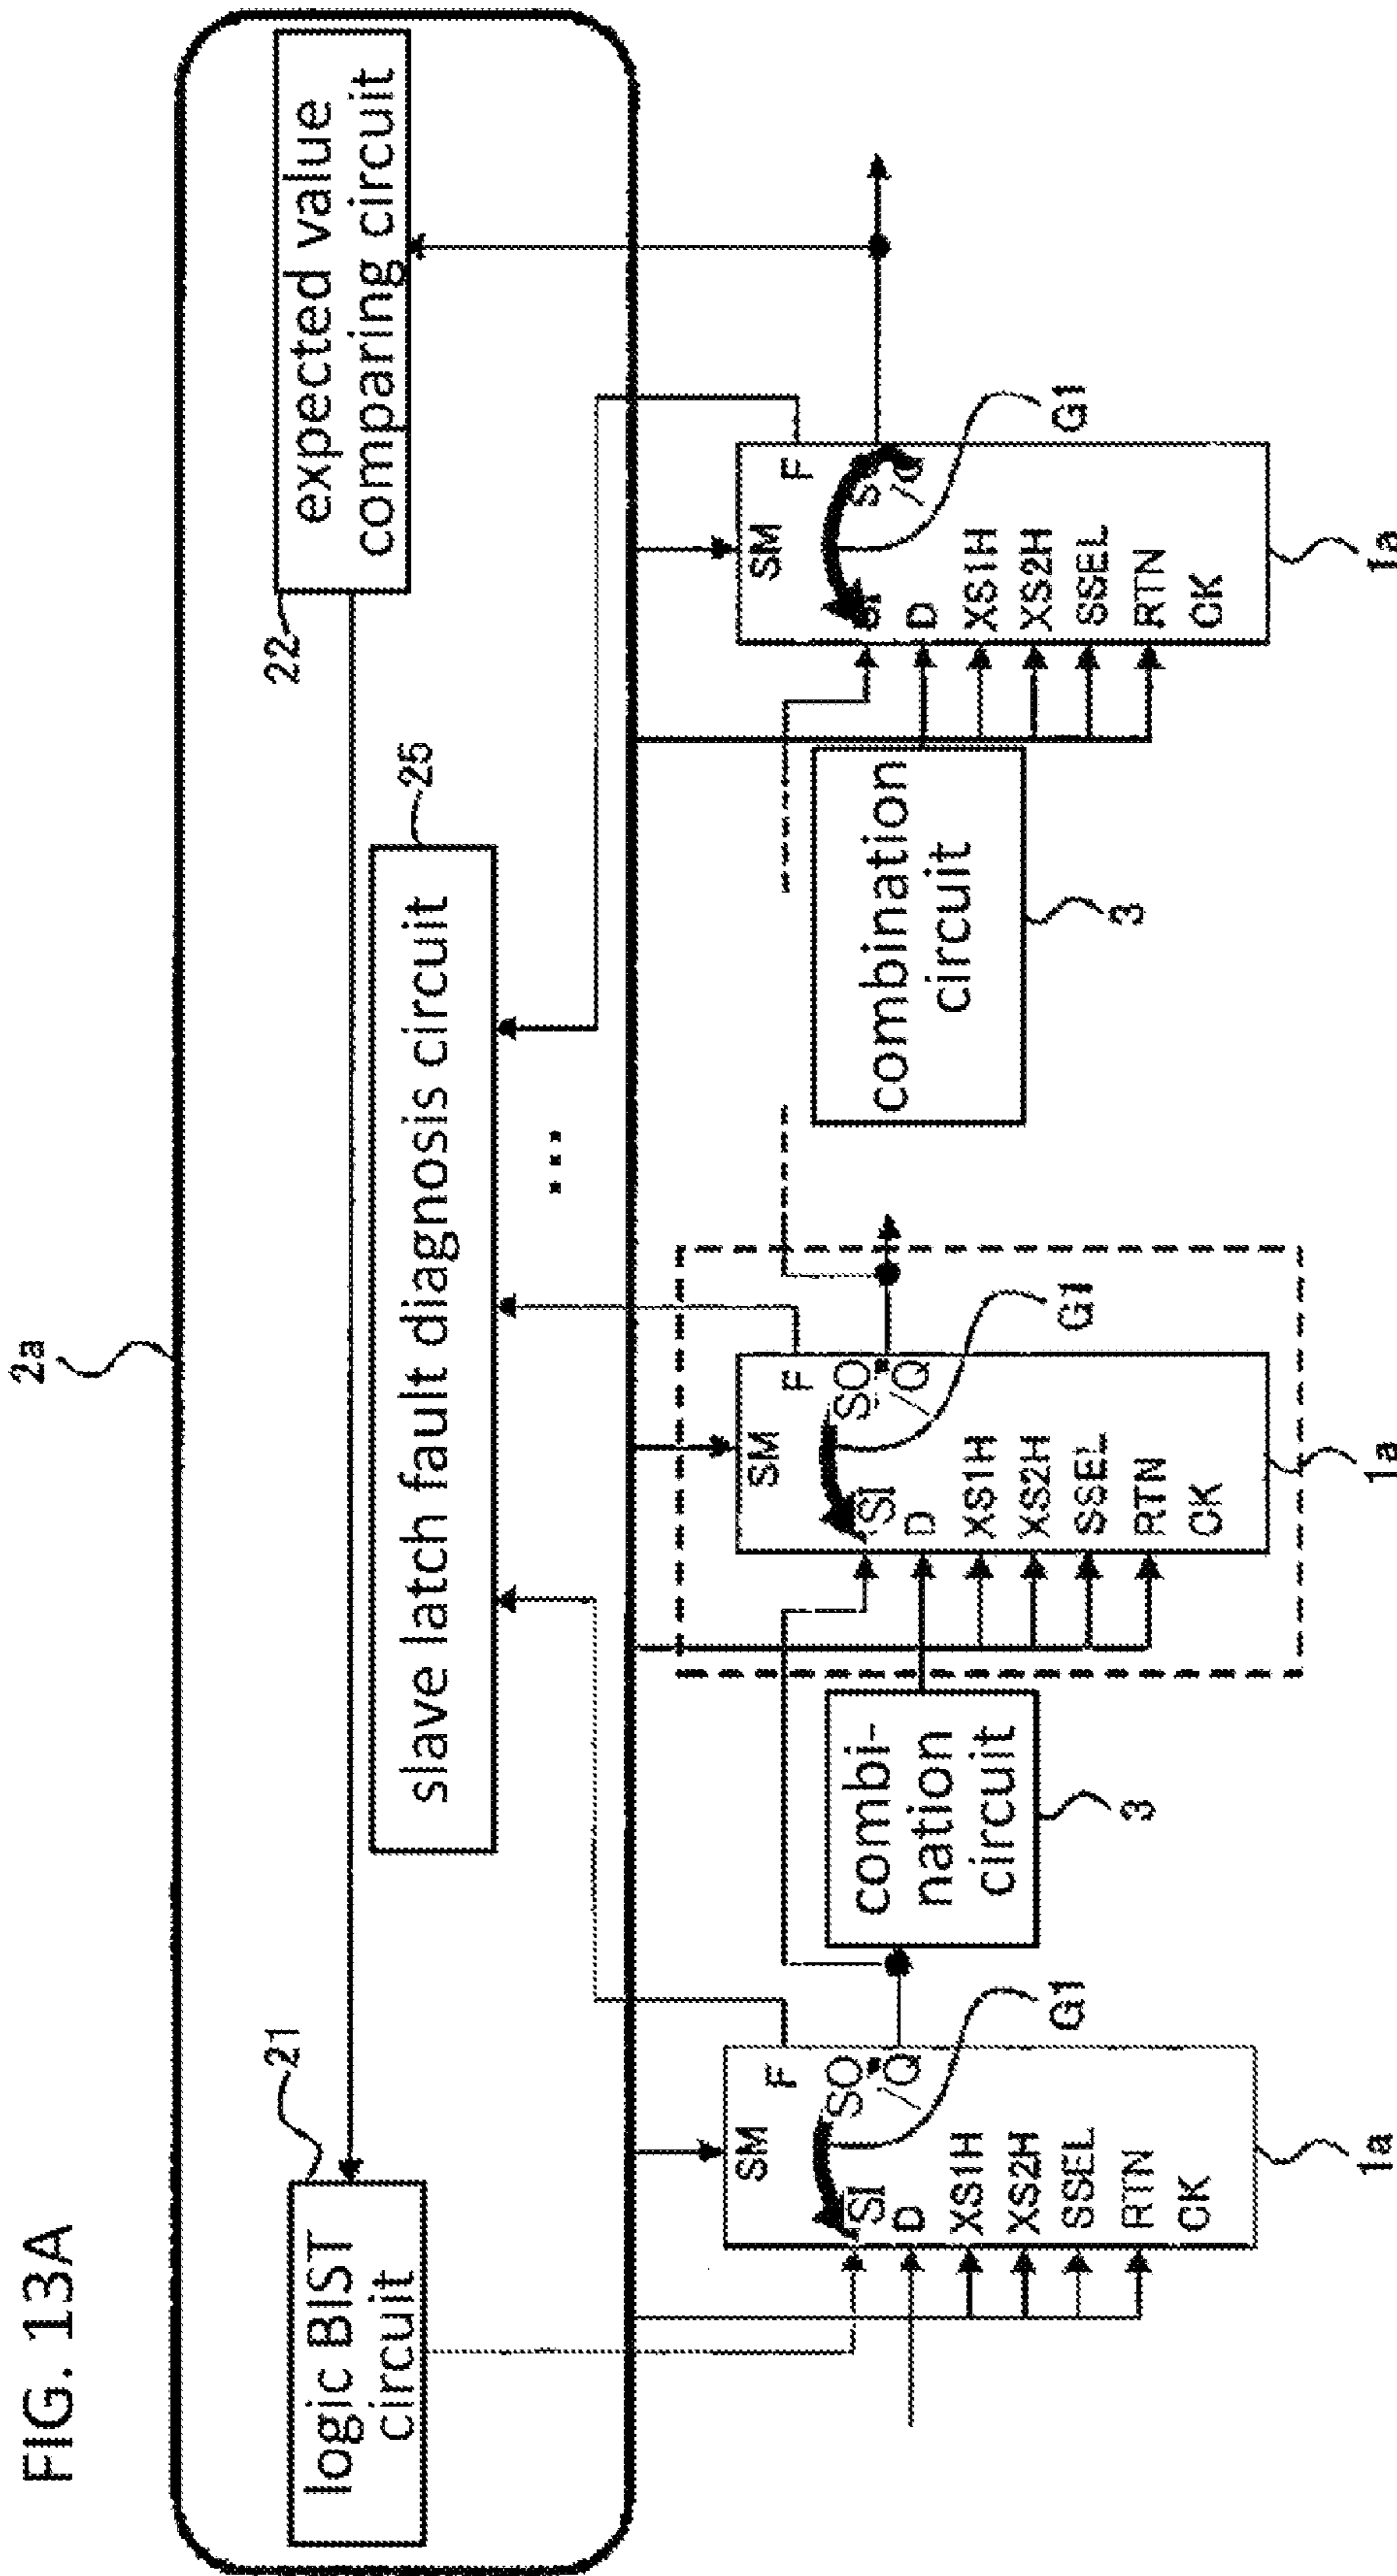 FIG. 13A
2a
21
logic BIST
circuit
22
expected value
comparing circuit
25
slave latch fault diagnosis circuit
...
SM
F
SI
SO
/Q
D
XS1H
XS2H
SSEL
RTN
CK
G1
1a
combi-
nation
circuit
3
SM
F
SI
SO
/Q
D
XS1H
XS2H
SSEL
RTN
CK
G1
1a
combination
circuit
3
SM
F
D
XS1H
XS2H
SSEL
RTN
CK
G1
1a